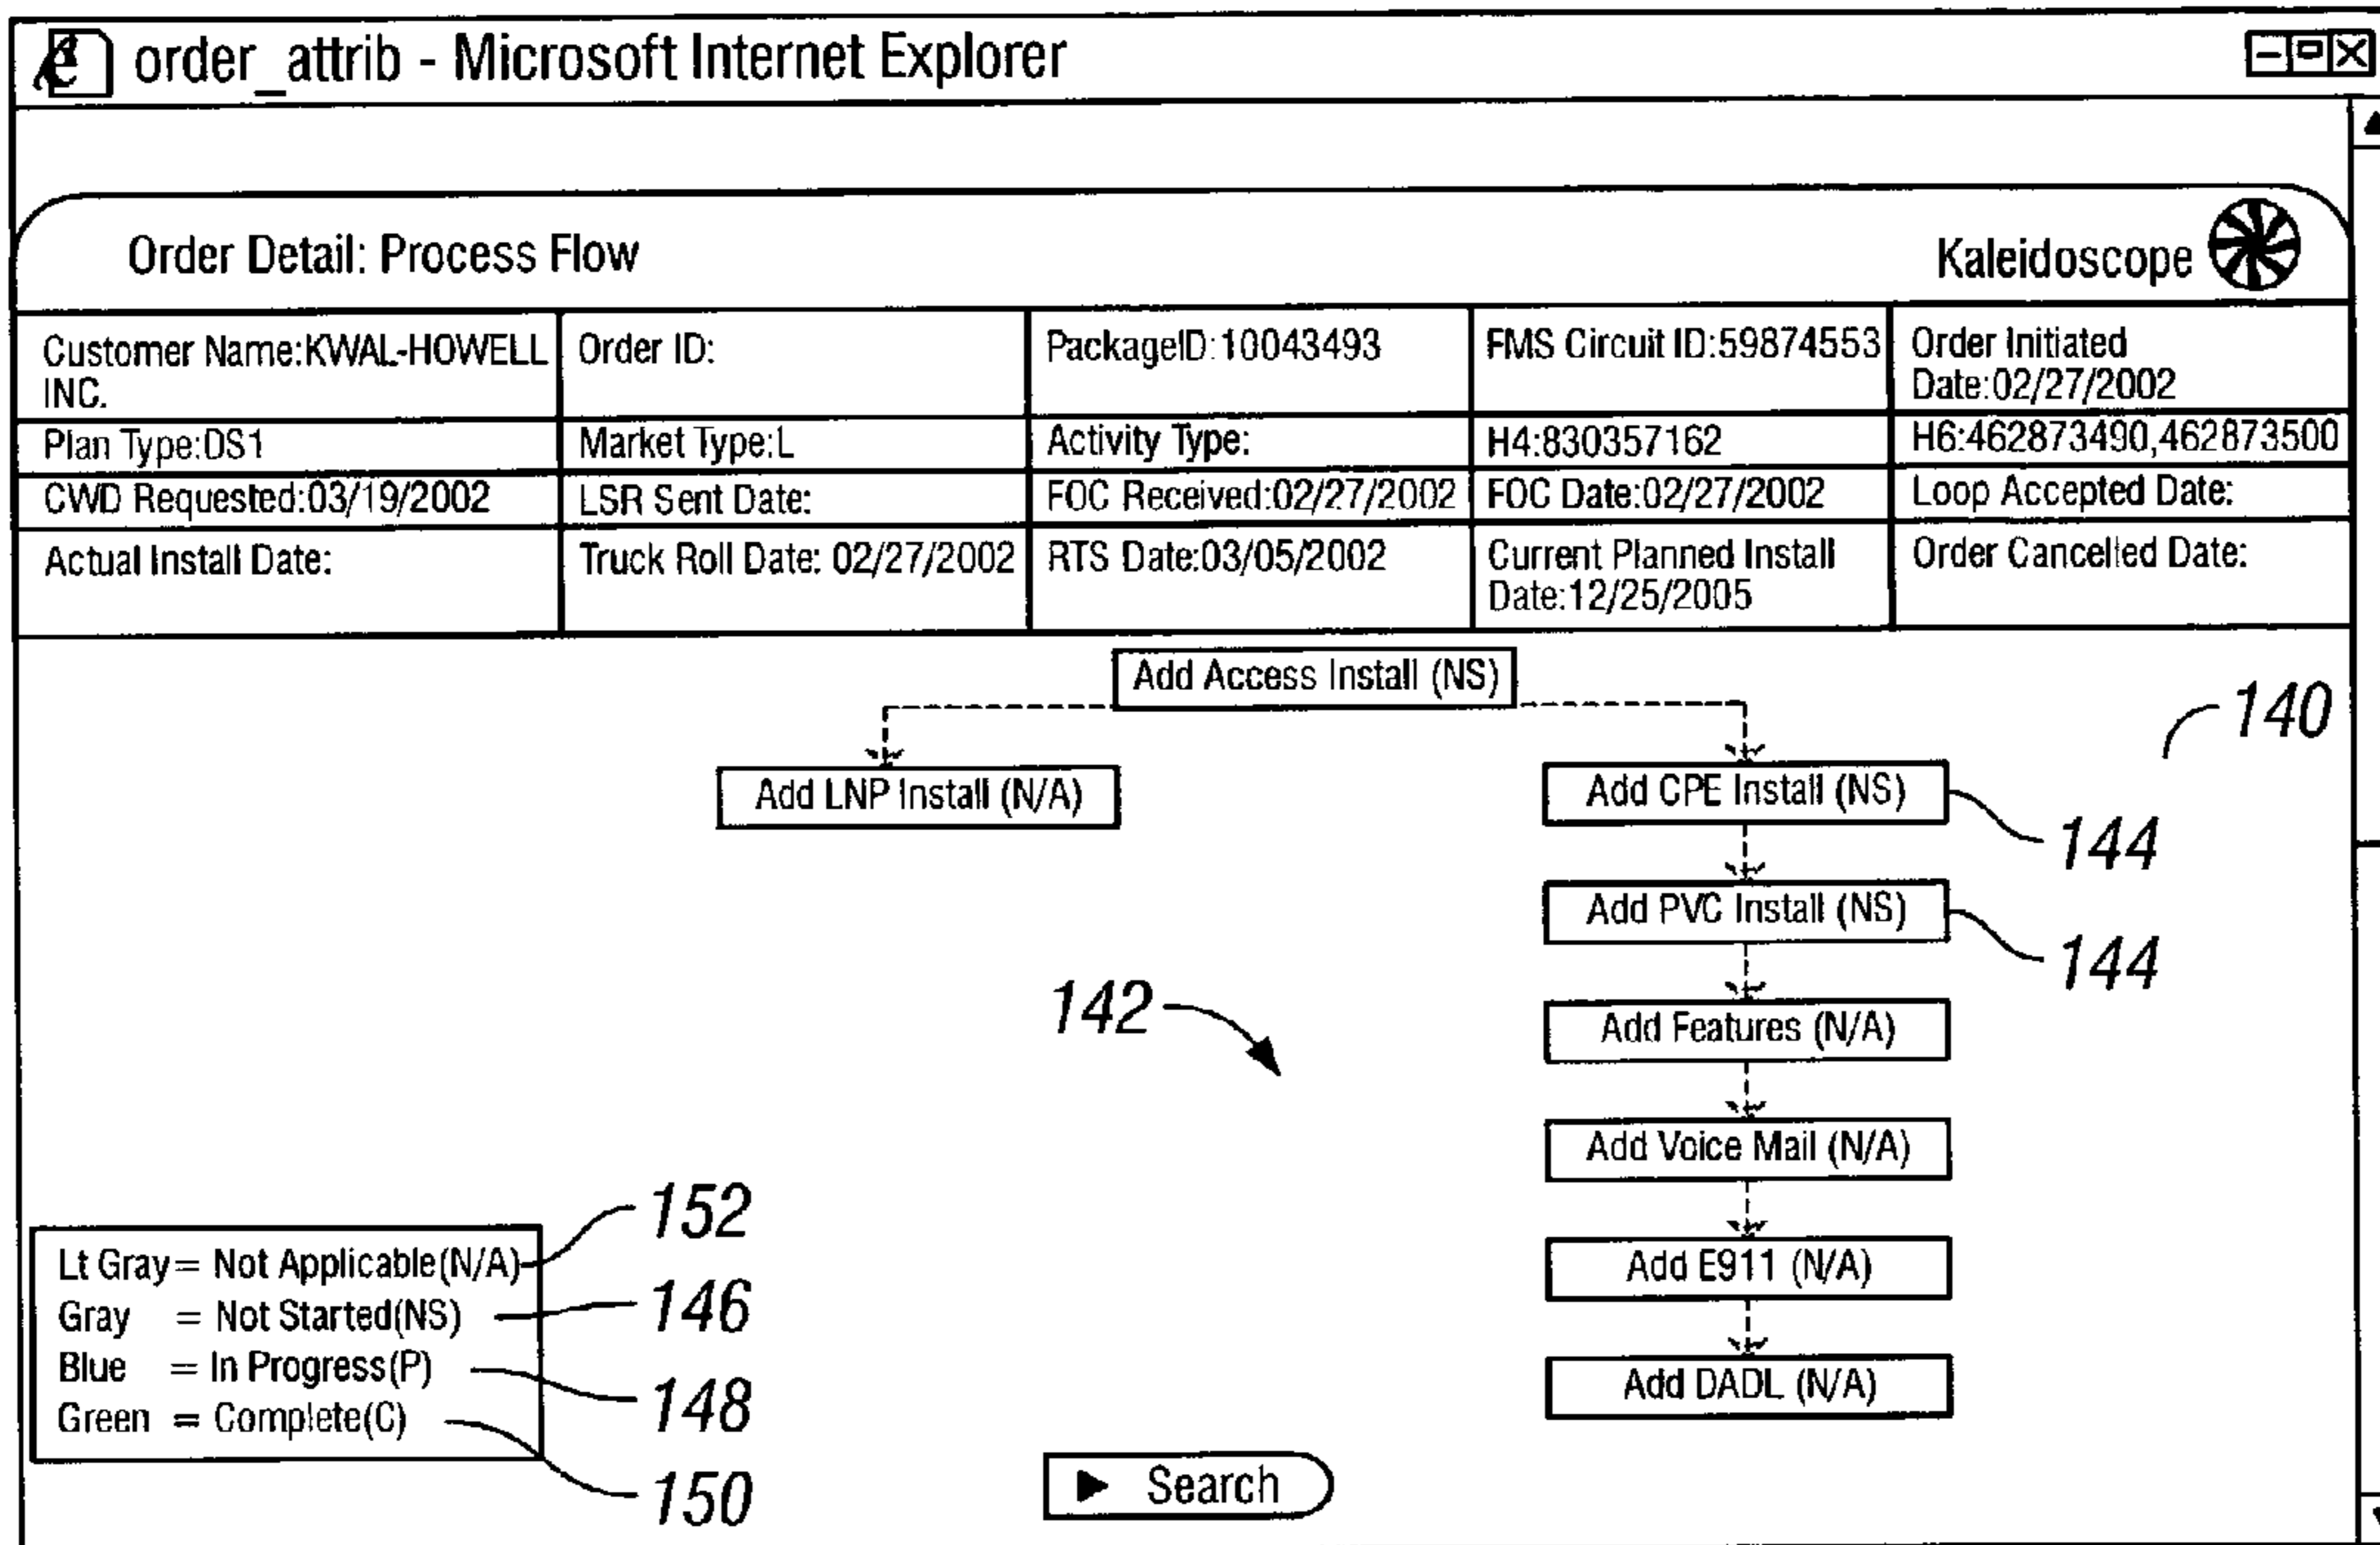 order_attrib - Microsoft Internet Explorer
Order Detail: Process Flow
Kaleidoscope
Customer Name:KWAL-HOWELL
INC.
Order ID:
PackageID:10043493
FMS Circuit ID:59874553
Order Initiated
Date:02/27/2002
Plan Type:DS1
Market Type:L
Activity Type:
H4:830357162
H6:462873490,462873500
CWD Requested:03/19/2002
LSR Sent Date:
FOC Received:02/27/2002
FOC Date:02/27/2002
Loop Accepted Date:
Actual Install Date:
Truck Roll Date: 02/27/2002
RTS Date:03/05/2002
Current Planned Install
Date:12/25/2005
Order Cancelled Date:
Add Access Install (NS)
140
Add LNP Install (N/A)
Add CPE Install (NS)
144
Add PVC Install (NS)
144
142
Add Features (N/A)
Add Voice Mail (N/A)
Add E911 (N/A)
Add DADL (N/A)
Lt Gray= Not Applicable(N/A)
152
Gray = Not Started(NS)
146
Blue = In Progress(P)
148
Green = Complete(C)
150
Search